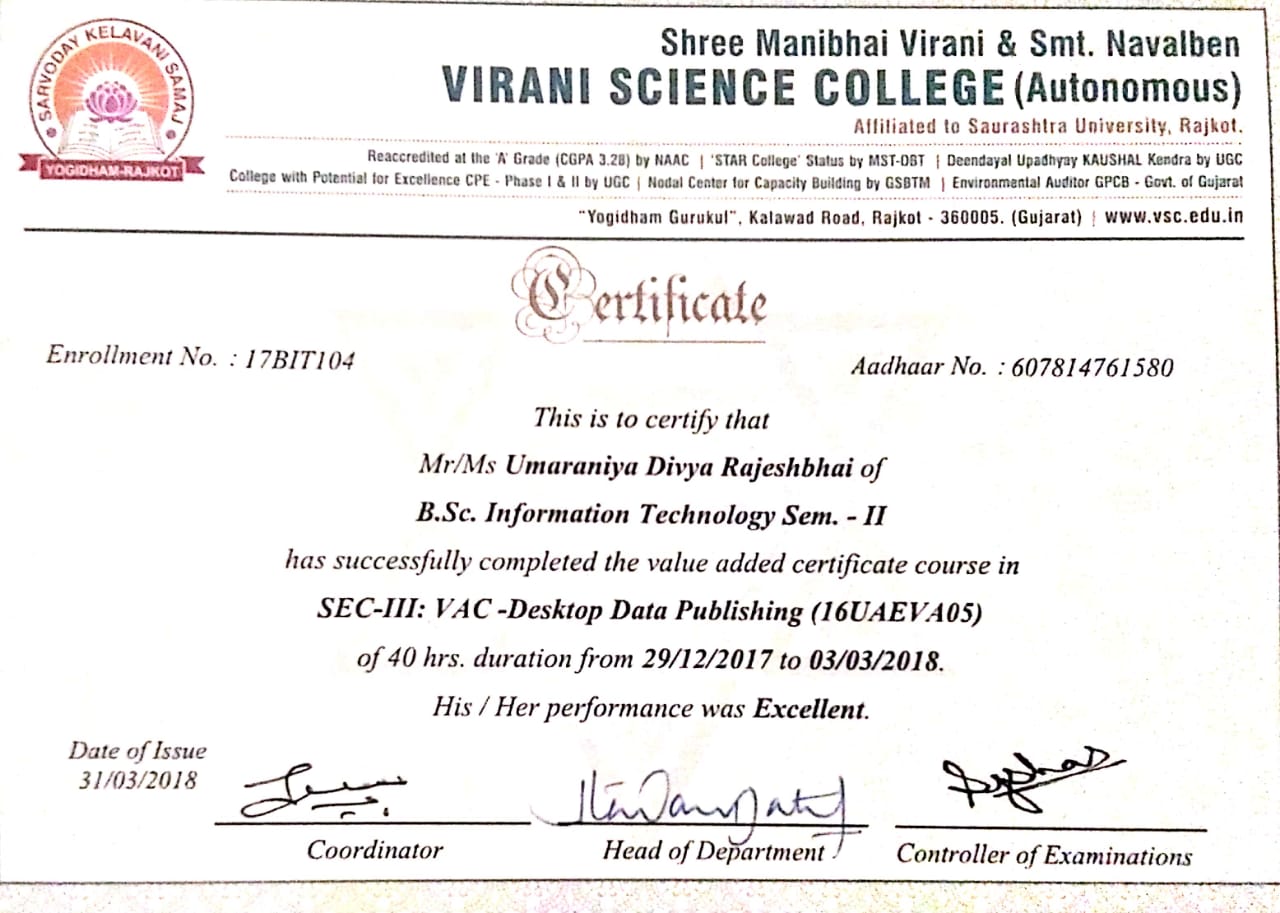 SARVODAY KELAVANI SAMAJ
YOGIDHAM-RAJKOT
Shree Manibhai Virani & Smt. Navalben
VIRANI SCIENCE COLLEGE (Autonomous)
Affiliated to Saurashtra University, Rajkot.
Reaccredited at the 'A' Grade (CGPA 3.28) by NAAC | 'STAR College' Status by MST-DBT | Deendayal Upadhyay KAUSHAL Kendra by UGC
College with Potential for Excellence CPE - Phase I & II by UGC | Nodal Center for Capacity Building by GSBTM | Environmental Auditor GPCB - Govt. of Gujarat
"Yogidham Gurukul", Kalawad Road, Rajkot - 360005. (Gujarat) | www.vsc.edu.in
Certificate
Enrollment No. : 17BIT104
Aadhaar No. : 607814761580
This is to certify that
Mr/Ms Umaraniya Divya Rajeshbhai of
B.Sc. Information Technology Sem. - II
has successfully completed the value added certificate course in
SEC-III: VAC -Desktop Data Publishing (16UAEVA05)
of 40 hrs. duration from 29/12/2017 to 03/03/2018.
His / Her performance was Excellent.
Date of Issue
31/03/2018
Coordinator
Head of Department
Controller of Examinations